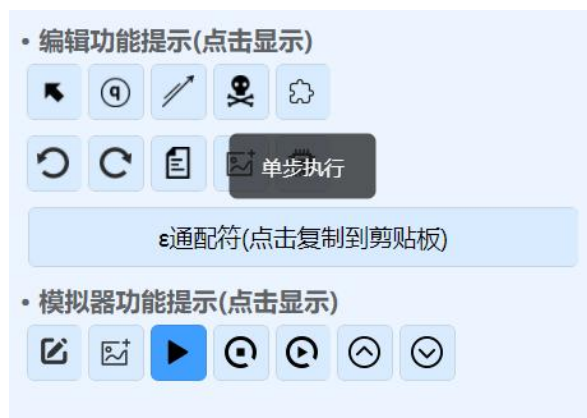 • 编辑功能提示(点击显示)
q
单步执行
ε通配符(点击复制到剪贴板)
• 模拟器功能提示(点击显示)